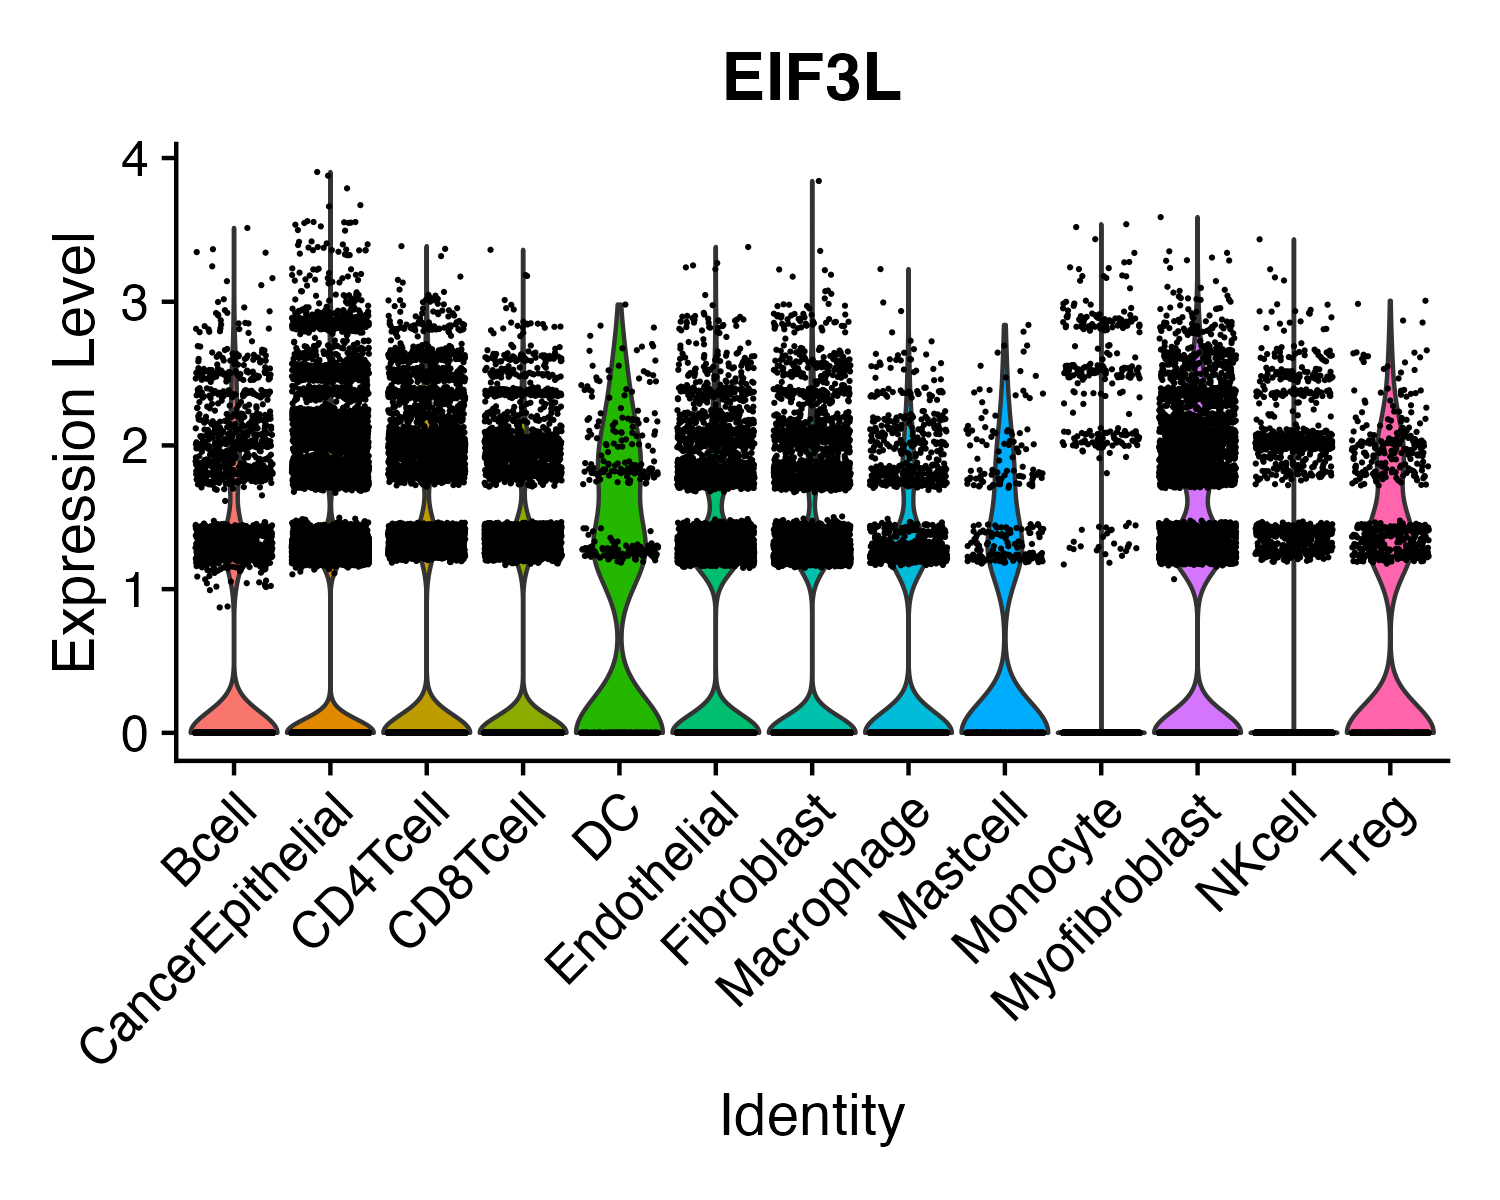 EIF3L
Expression Level
4
3
2
1
0
Bcell
CancerEpithelial
CD4Tcell
CD8Tcell
DC
Endothelial
Fibroblast
Macrophage
Mastcell
Monocyte
Myofibroblast
NKcell
Treg
Identity